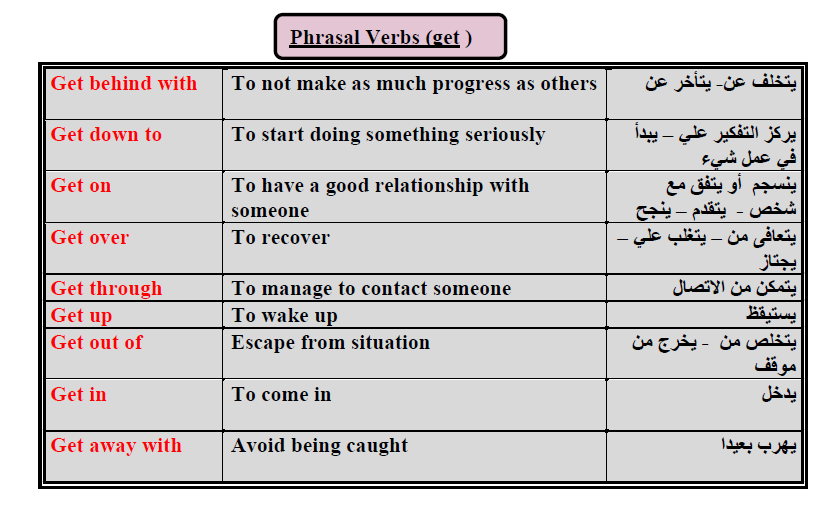 Phrasal Verbs (get )
Get behind with
To not make as much progress as others
يتخلف عن- يتأخر عن
Get down to
To start doing something seriously
يركز التفكير علي – يبدأ
في عمل شيء
Get on
To have a good relationship with
someone
ينسجم أو يتفق مع
شخص - يتقدم – ينجح
Get over
To recover
يتعافى من – يتغلب علي –
يجتاز
Get through
To manage to contact someone
يتمكن من الاتصال
Get up
To wake up
يستيقظ
Get out of
Escape from situation
يتخلص من - يخرج من
موقف
Get in
To come in
يدخل
Get away with
Avoid being caught
يهرب بعيدا